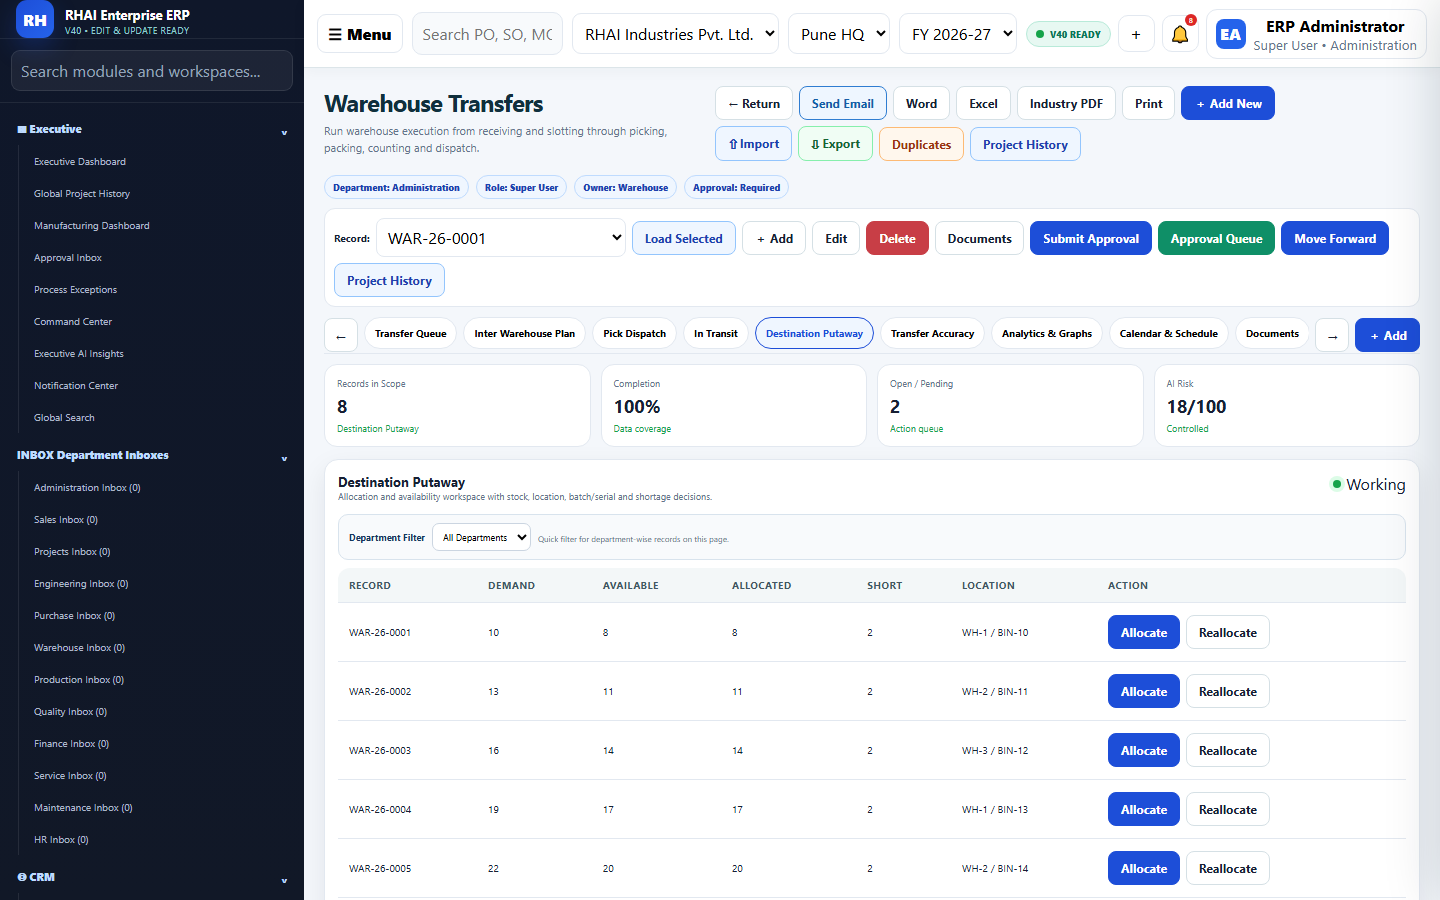 RH
RHAI Enterprise ERP
V40 • EDIT & UPDATE READY
Search modules and workspaces...
Executive
Executive Dashboard
Global Project History
Manufacturing Dashboard
Approval Inbox
Process Exceptions
Command Center
Executive AI Insights
Notification Center
Global Search
INBOX Department Inboxes
Administration Inbox (0)
Sales Inbox (0)
Projects Inbox (0)
Engineering Inbox (0)
Purchase Inbox (0)
Warehouse Inbox (0)
Production Inbox (0)
Quality Inbox (0)
Finance Inbox (0)
Service Inbox (0)
Maintenance Inbox (0)
HR Inbox (0)
CRM
☰ Menu
Search PO, SO, MC
RHAI Industries Pvt. Ltd.
Pune HQ
FY 2026-27
V40 READY
+
8
EA
ERP Administrator
Super User • Administration
Warehouse Transfers
Run warehouse execution from receiving and slotting through picking,
packing, counting and dispatch.
← Return
Send Email
Word
Excel
Industry PDF
Print
+ Add New
⇧ Import
⇩ Export
Duplicates
Project History
Department: Administration
Role: Super User
Owner: Warehouse
Approval: Required
Record:
WAR-26-0001
Load Selected
+ Add
Edit
Delete
Documents
Submit Approval
Approval Queue
Move Forward
Project History
←
Transfer Queue
Inter Warehouse Plan
Pick Dispatch
In Transit
Destination Putaway
Transfer Accuracy
Analytics & Graphs
Calendar & Schedule
Documents
→
+ Add
Records in Scope
8
Destination Putaway
Completion
100%
Data coverage
Open / Pending
2
Action queue
AI Risk
18/100
Controlled
Destination Putaway
Allocation and availability workspace with stock, location, batch/serial and shortage decisions.
Working
Department Filter
All Departments
Quick filter for department-wise records on this page.
RECORD DEMAND AVAILABLE ALLOCATED SHORT LOCATION ACTION
WAR-26-0001 10 8 8 2 WH-1 / BIN-10 Allocate Reallocate
WAR-26-0002 13 11 11 2 WH-2 / BIN-11 Allocate Reallocate
WAR-26-0003 16 14 14 2 WH-3 / BIN-12 Allocate Reallocate
WAR-26-0004 19 17 17 2 WH-1 / BIN-13 Allocate Reallocate
WAR-26-0005 22 20 20 2 WH-2 / BIN-14 Allocate Reallocate